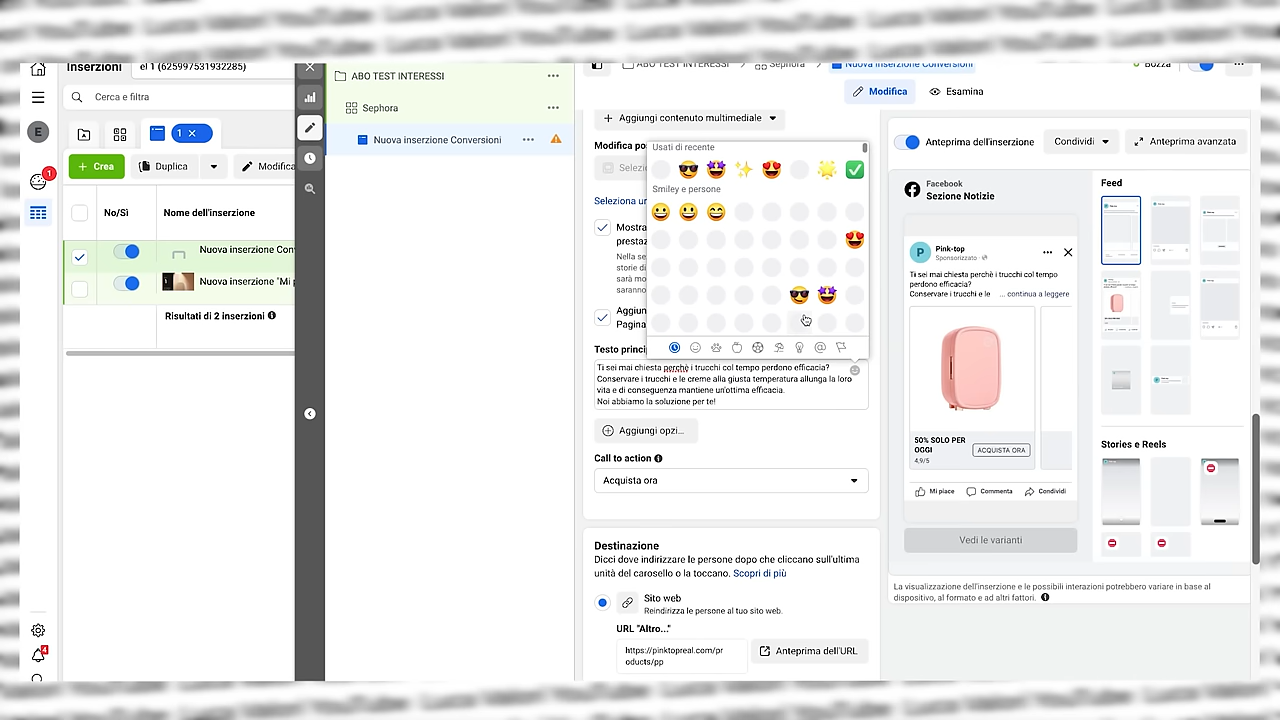 Inserzioni
el 1 (625997531932285)
Cerca e filtra
E
1
1
Crea
Duplica
Modifica
No/Sì
Nome dell'inserzione
Nuova inserzione Con
Nuova inserzione "Mi p
Risultati di 2 inserzioni
4
ABO TEST INTERESSI
Sephora
Nuova inserzione Conversioni
ABO TEST INTERESSI
Sephora
Nuova inserzione Conversioni
Bozza
Modifica
Esamina
Aggiungi contenuto multimediale
Modifica po
Selezio
Seleziona un
Mostra
prestaz
Nella se
storie di
sarà mo
saranno
Aggiun
Pagina
Usati di recente
Smiley e persone
Testo princi
Ti sei mai chiesta perchè i trucchi col tempo perdono efficacia?
Conservare i trucchi e le creme alla giusta temperatura allunga la loro
vita e di conseguenza mantiene un'ottima efficacia.
Noi abbiamo la soluzione per te!
Aggiungi opzi...
Call to action
Acquista ora
Destinazione
Dicci dove indirizzare le persone dopo che cliccano sull'ultima
unità del carosello o la toccano. Scopri di più
Sito web
Reindirizza le persone al tuo sito web.
URL "Altro..."
https://pinktopreal.com/pr
oducts/pp
Anteprima dell'URL
Anteprima dell'inserzione
Condividi
Anteprima avanzata
Facebook
Sezione Notizie
P
Pink-top
Sponsorizzato ·
Ti sei mai chiesta perchè i trucchi col tempo
perdono efficacia?
Conservare i trucchi e le ... continua a leggere
50% SOLO PER
OGGI
4,9/5
ACQUISTA ORA
Mi piace
Commenta
Condividi
Vedi le varianti
Feed
Stories e Reels
La visualizzazione dell'inserzione e le possibili interazioni potrebbero variare in base al
dispositivo, al formato e ad altri fattori.